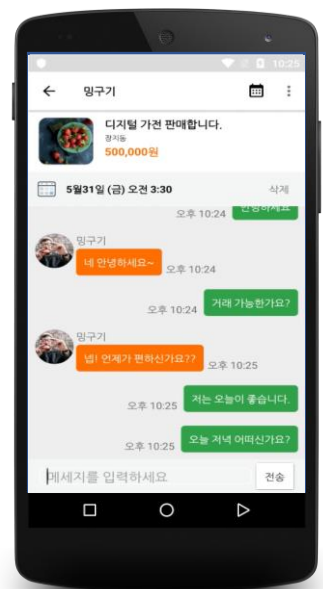 10:25
밍구기
디지털 가전 판매합니다.
장지동
500,000원
5월31일 (금) 오전 3:30
삭제
오후 10:24
안녕하세요
밍구기
네 안녕하세요~
오후 10:24
오후 10:24
거래 가능한가요?
밍구기
넵! 언제가 편하신가요??
오후 10:25
오후 10:25
저는 오늘이 좋습니다.
오후 10:25
오늘 저녁 어떠신가요?
메세지를 입력하세요
전송